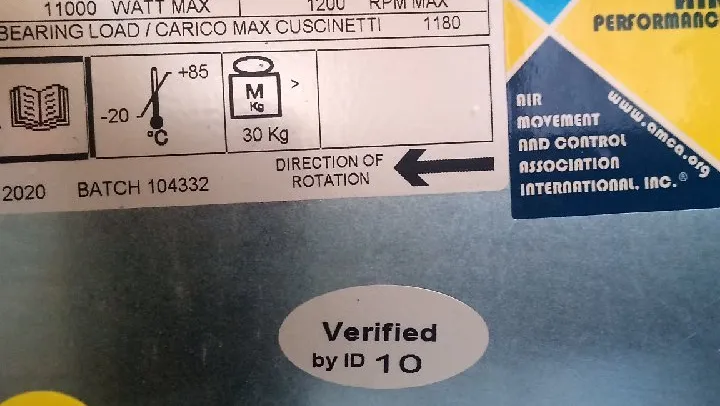 11000 WATT MAX 1200 RPM MAX
BEARING LOAD / CARICO MAX CUSCINETTI 1180
+85
-20
°C
M
Kg
>
30 Kg
2020 BATCH 104332
DIRECTION OF
ROTATION
PERFORMANC
AIR
MOVEMENT
AND CONTROL
ASSOCIATION
INTERNATIONAL, INC.®
www.amca.org
Verified
by ID 10